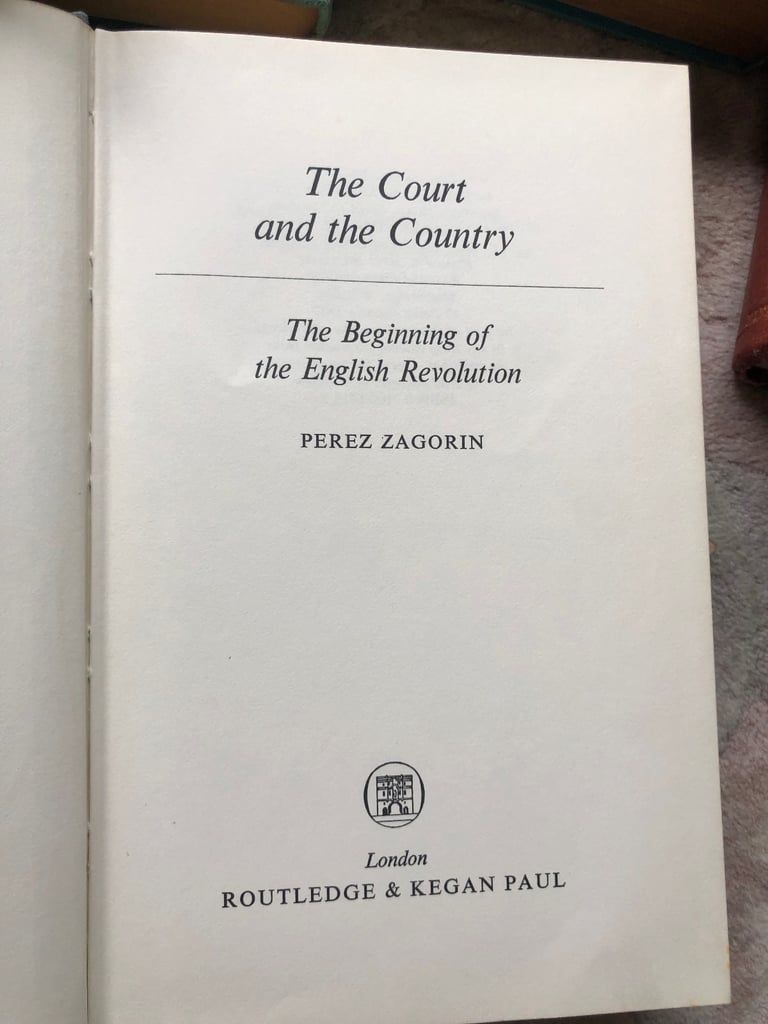 The Court
and the Country
The Beginning of
the English Revolution
PEREZ ZAGORIN
London
ROUTLEDGE & KEGAN PAUL